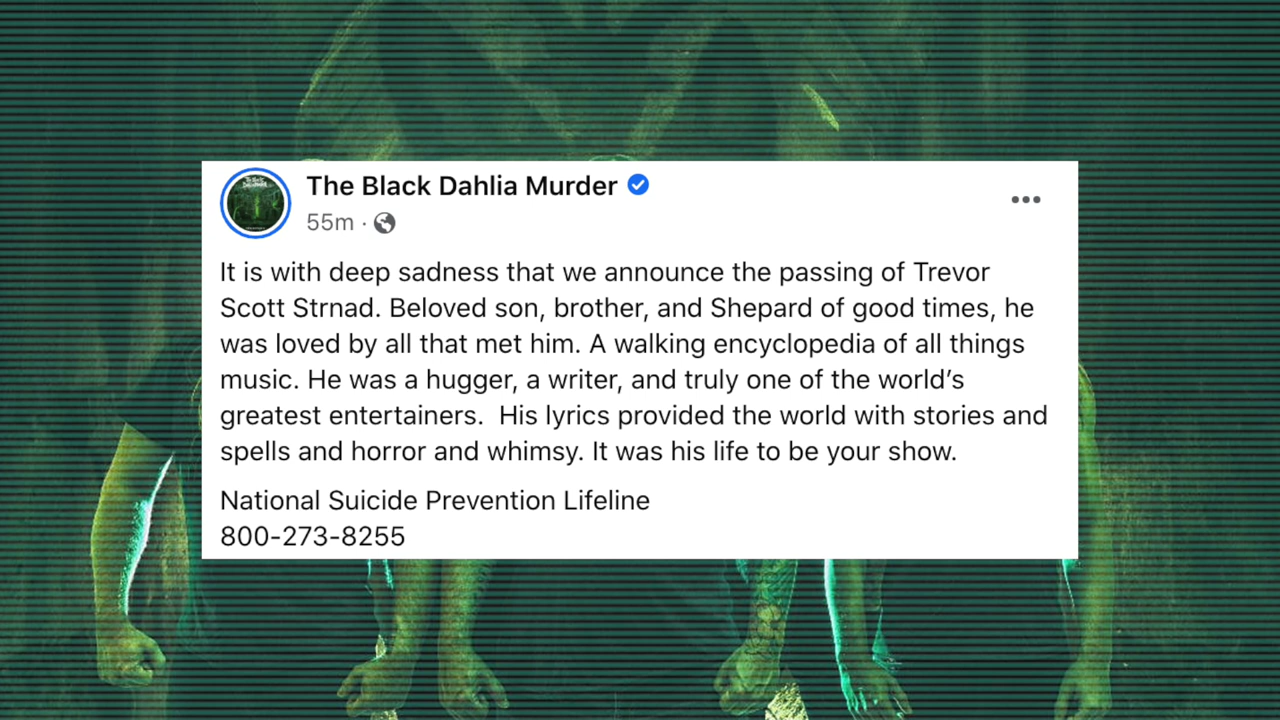 The Black Dahlia Murder
55m ·
It is with deep sadness that we announce the passing of Trevor
Scott Strnad. Beloved son, brother, and Shepard of good times, he
was loved by all that met him. A walking encyclopedia of all things
music. He was a hugger, a writer, and truly one of the world’s
greatest entertainers.  His lyrics provided the world with stories and
spells and horror and whimsy. It was his life to be your show.
National Suicide Prevention Lifeline
800-273-8255